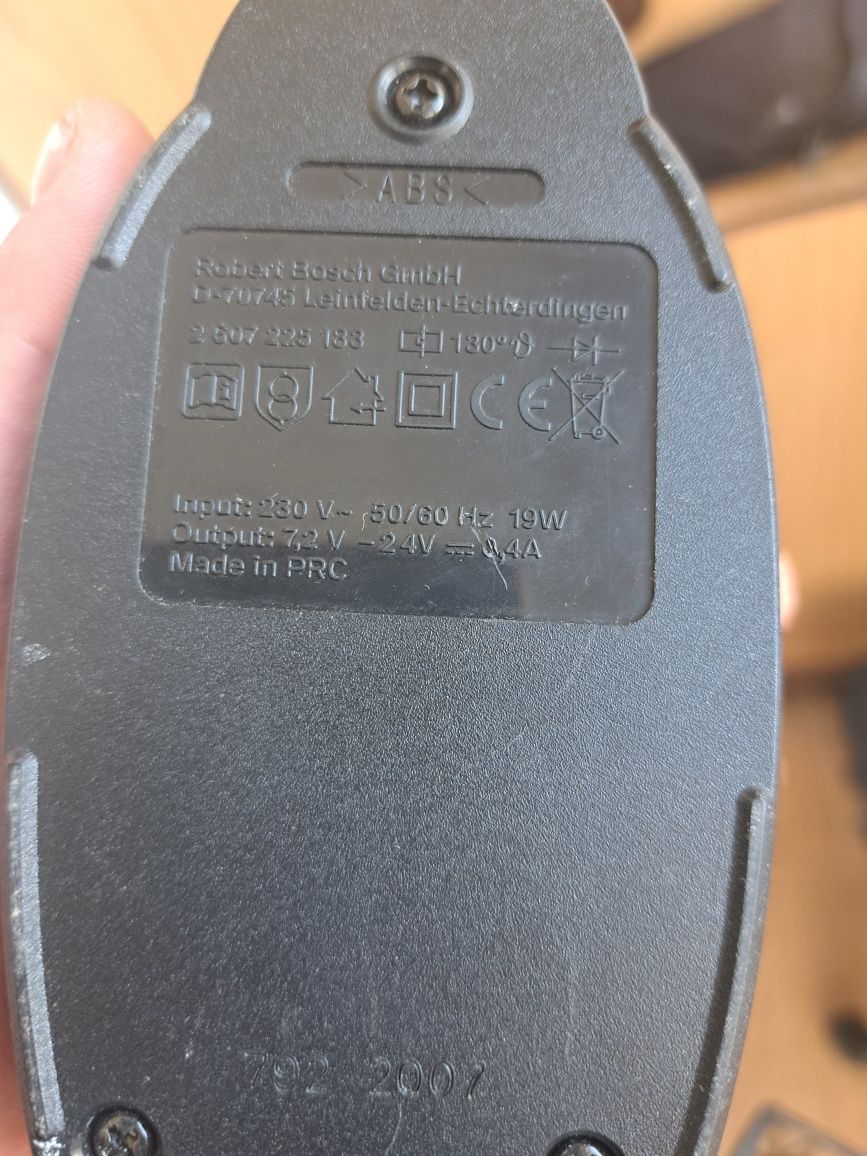 >ABS<
Robert Bosch GmbH
D-70745 Leinfelden-Echterdingen
2 607 225 183 130°
CE
Input: 230 V~ 50/60 Hz 19W
Output: 7,2 V - 24V ⎓ 0,4A
Made in PRC
792 2007